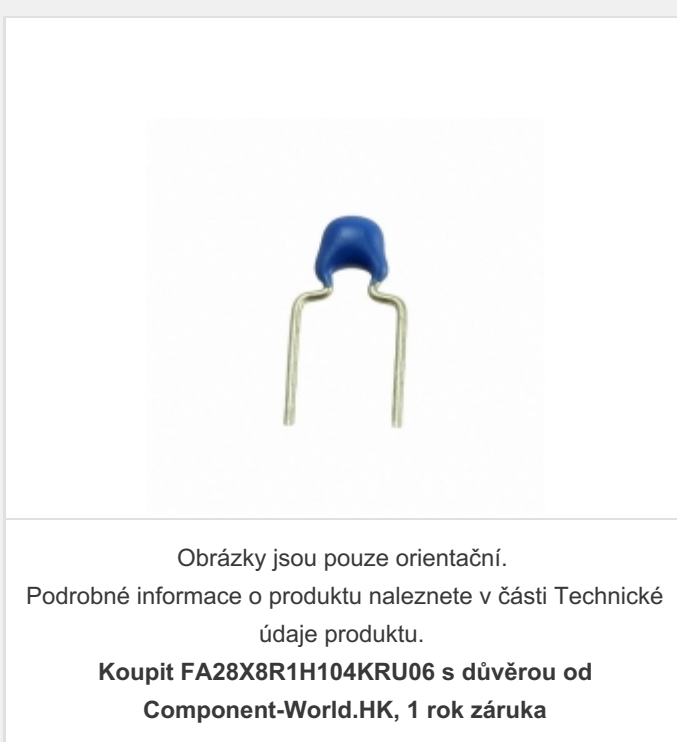 Obrázky jsou pouze orientační.
Podrobné informace o produktu naleznete v části Technické
údaje produktu.
Koupit FA28X8R1H104KRU06 s důvěrou od
Component-World.HK, 1 rok záruka